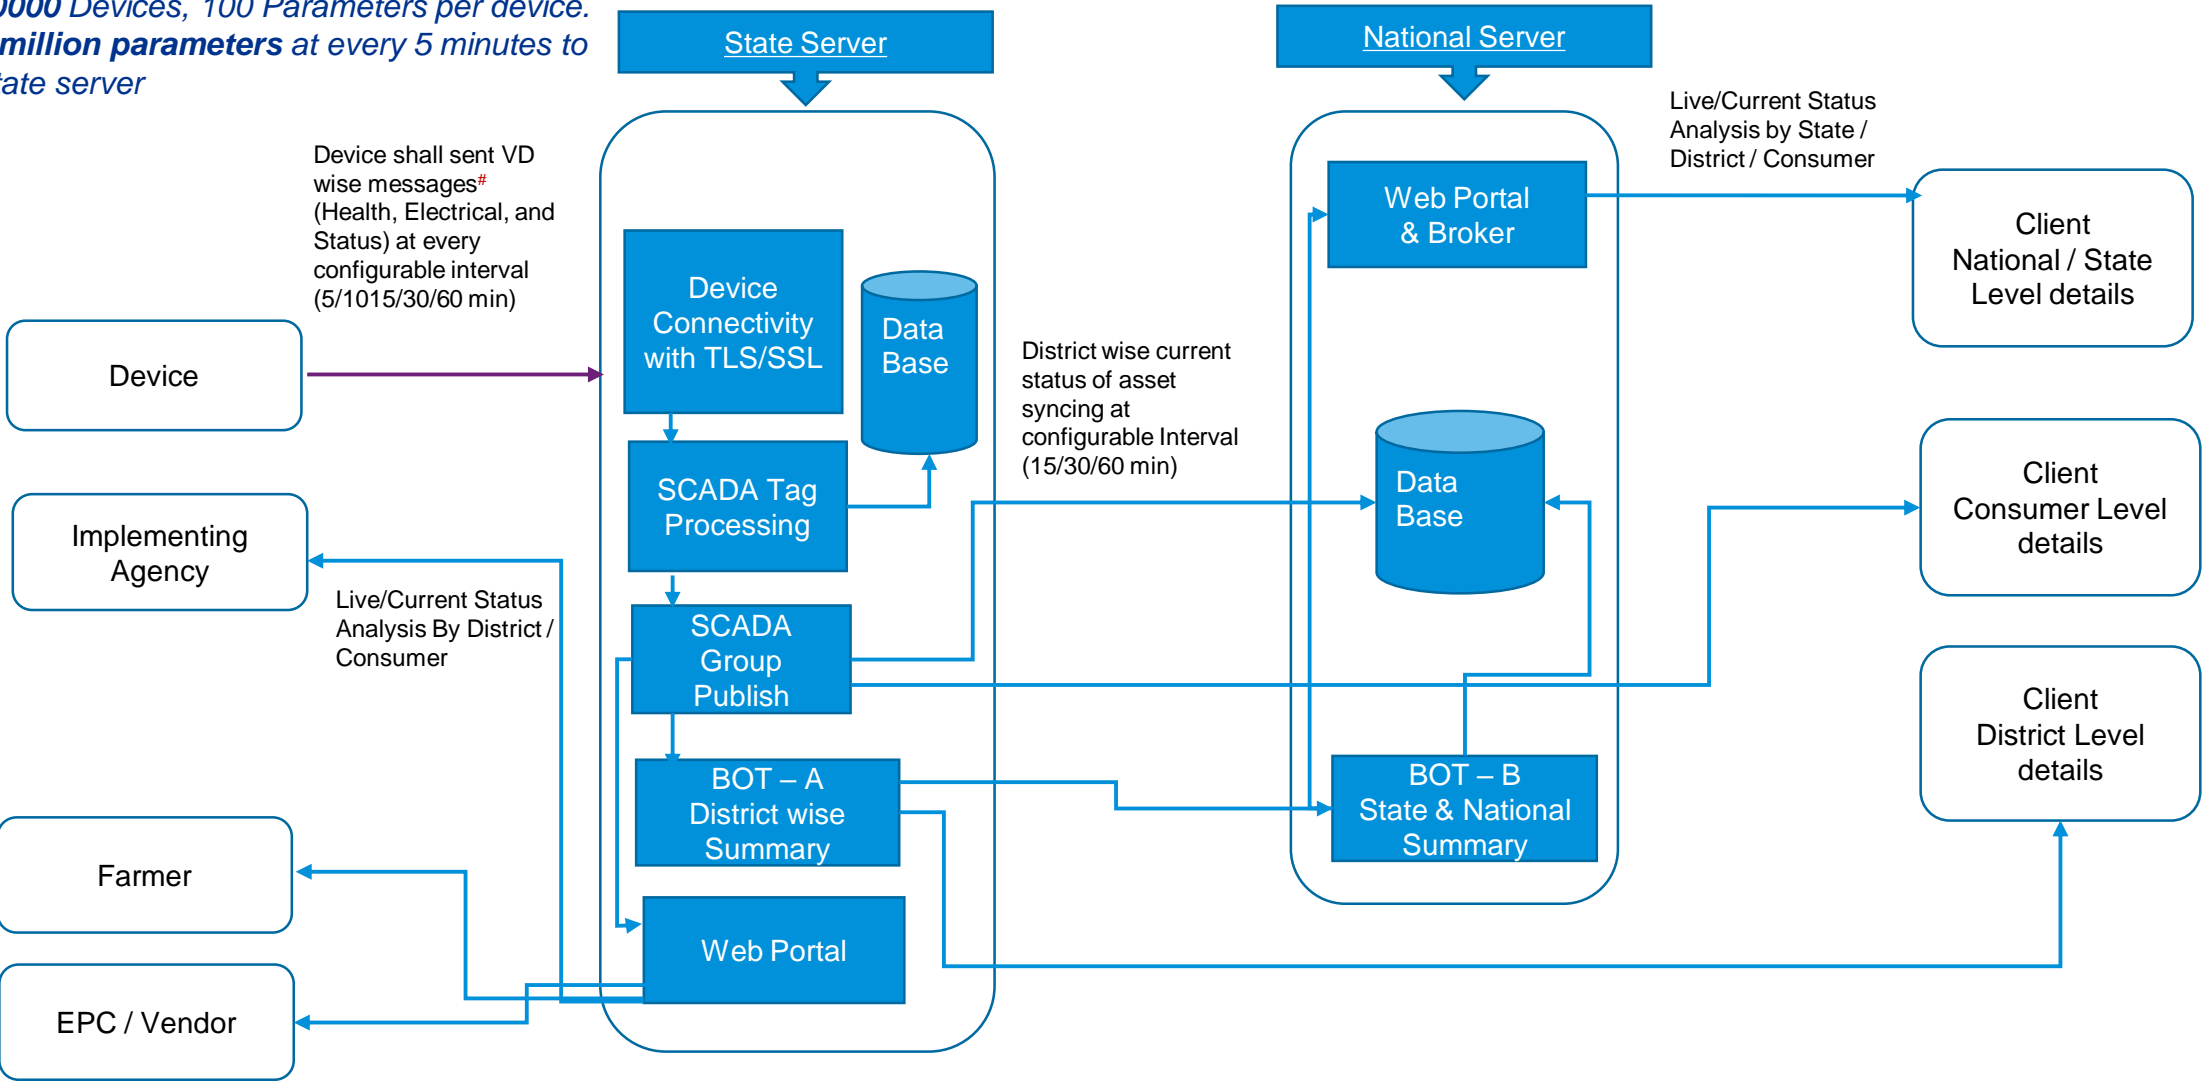 0000 Devices, 100 Parameters per device.
million parameters at every 5 minutes to
tate server
State Server
National Server
Device shall sent VD
wise messages#
(Health, Electrical, and
Status) at every
configurable interval
(5/1015/30/60 min)
Live/Current Status
Analysis by State /
District / Consumer
Device
Connectivity
with TLS/SSL
Data
Base
Web Portal
& Broker
Client
National / State
Level details
Device
District wise current
status of asset
syncing at
configurable Interval
(15/30/60 min)
SCADA Tag
Processing
Data
Base
Client
Consumer Level
details
Implementing
Agency
Live/Current Status
Analysis By District /
Consumer
SCADA
Group
Publish
Client
District Level
details
BOT – A
District wise
Summary
BOT – B
State & National
Summary
Farmer
Web Portal
EPC / Vendor